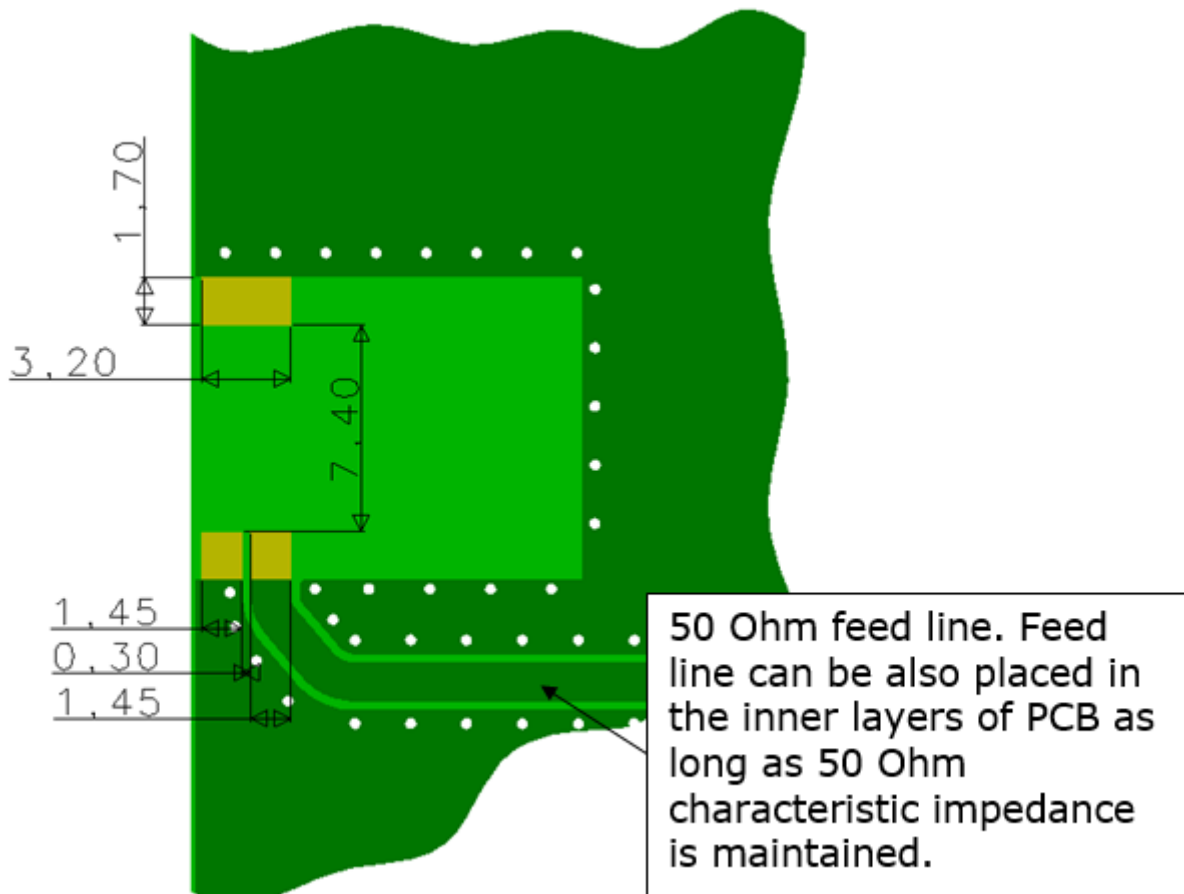 1,70
3,20
7,40
1,45
0,30
1,45
50 Ohm feed line. Feed
line can be also placed in
the inner layers of PCB as
long as 50 Ohm
characteristic impedance
is maintained.